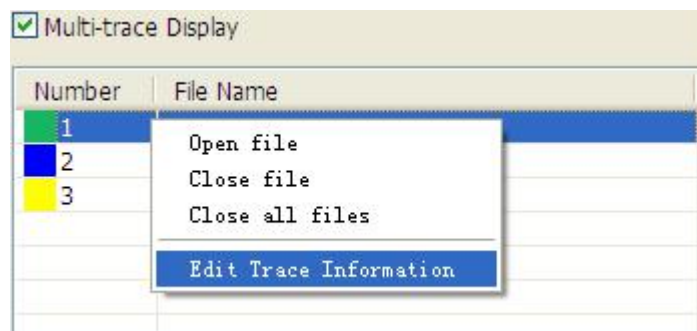 Multi-trace Display
Number File Name
1
Open file
2
Close file
3
Close all files
Edit Trace Information